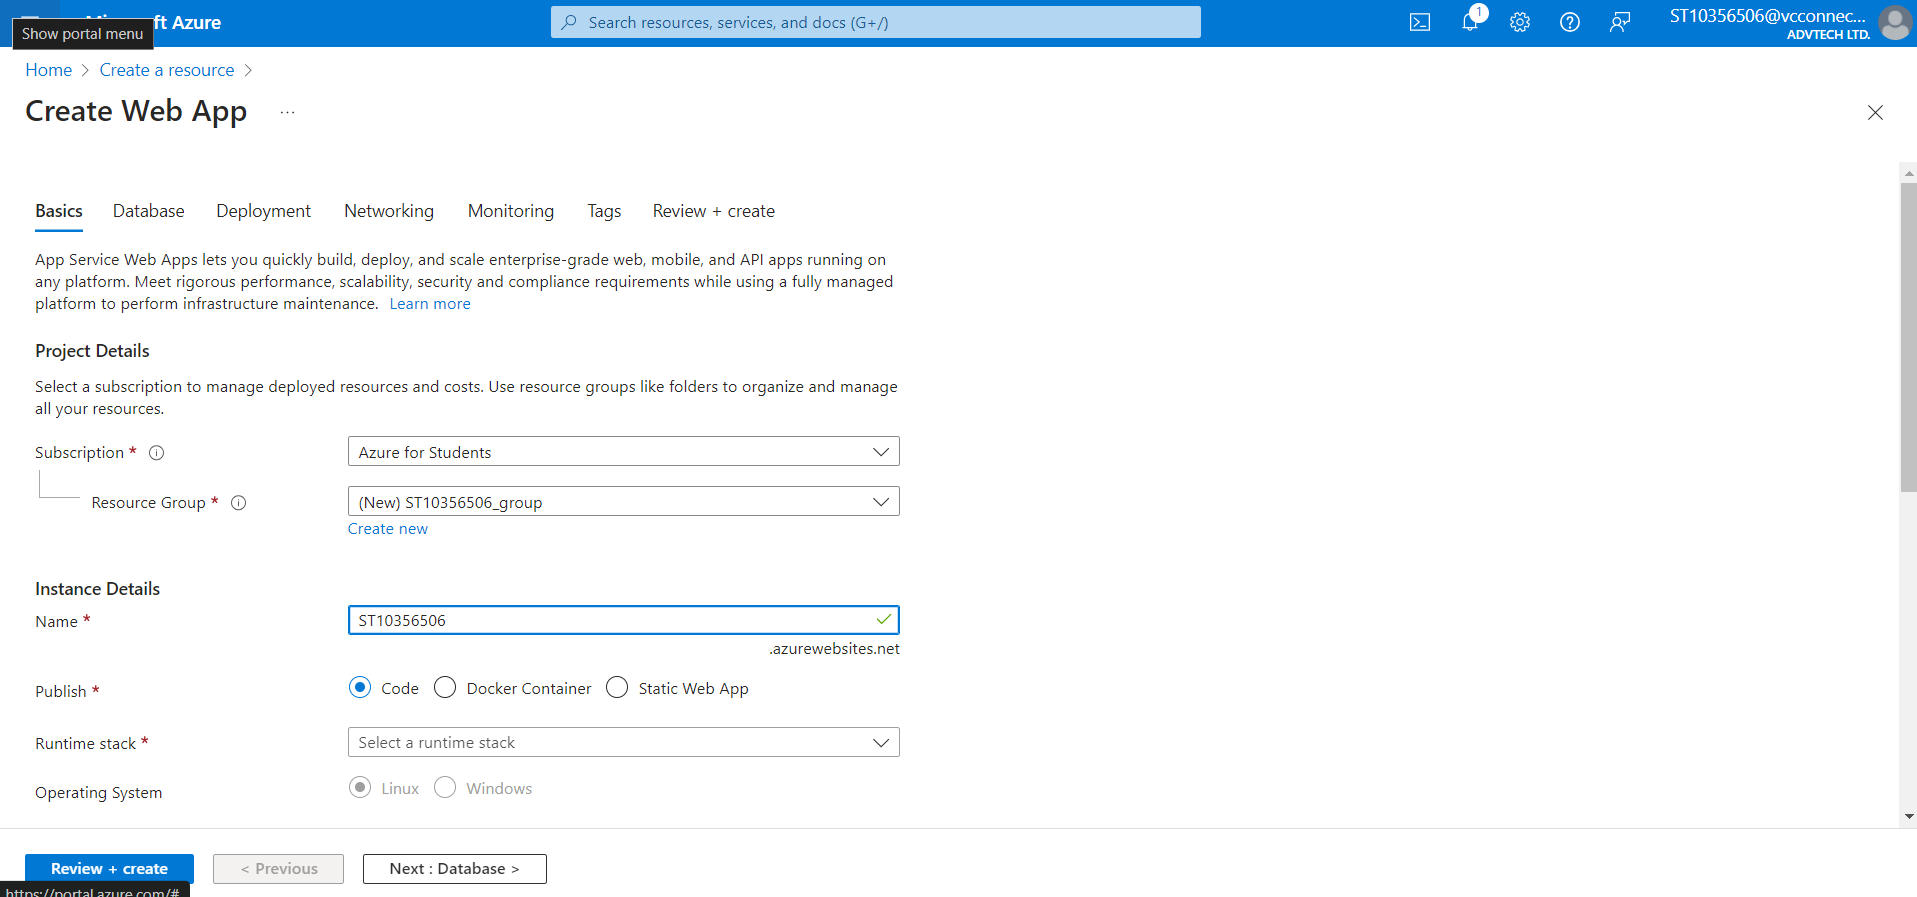 Microsoft Azure
Show portal menu
Search resources, services, and docs (G+/)
1
ST10356506@vcconnec...
ADVTECH LTD.
Home > Create a resource >
Create Web App ...
Basics Database Deployment Networking Monitoring Tags Review + create
App Service Web Apps lets you quickly build, deploy, and scale enterprise-grade web, mobile, and API apps running on
any platform. Meet rigorous performance, scalability, security and compliance requirements while using a fully managed
platform to perform infrastructure maintenance. Learn more
Project Details
Select a subscription to manage deployed resources and costs. Use resource groups like folders to organize and manage
all your resources.
Subscription * Azure for Students
Resource Group * (New) ST10356506_group
Create new
Instance Details
Name * ST10356506
.azurewebsites.net
Publish * Code Docker Container Static Web App
Runtime stack * Select a runtime stack
Operating System Linux Windows
Review + create < Previous Next : Database >
https://portal.azure.com/#